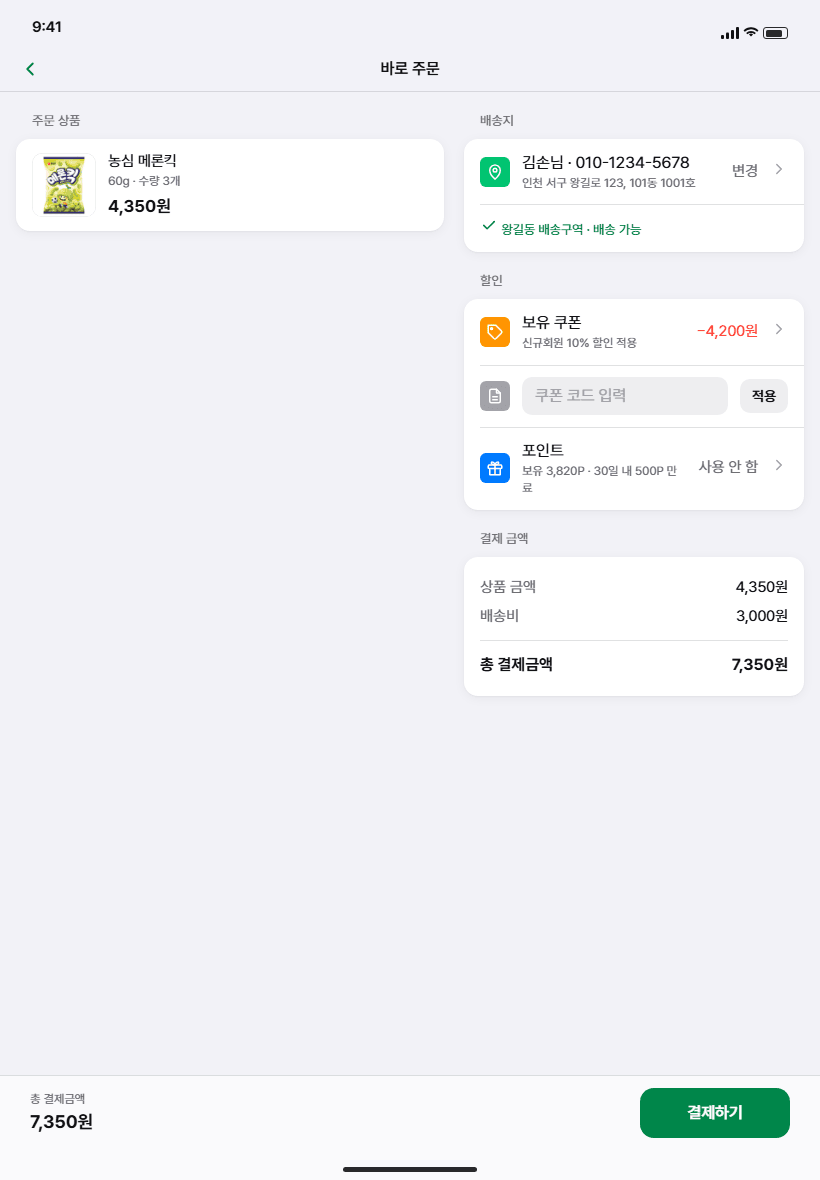 9:41
바로 주문
주문 상품
농심 메론킥
60g · 수량 3개
4,350원
배송지
김손님 · 010-1234-5678
인천 서구 왕길로 123, 101동 1001호
변경
왕길동 배송구역 · 배송 가능
할인
보유 쿠폰
신규회원 10% 할인 적용
−4,200원
쿠폰 코드 입력
적용
포인트
보유 3,820P · 30일 내 500P 만
료
사용 안 함
결제 금액
상품 금액
4,350원
배송비
3,000원
총 결제금액
7,350원
총 결제금액
7,350원
결제하기